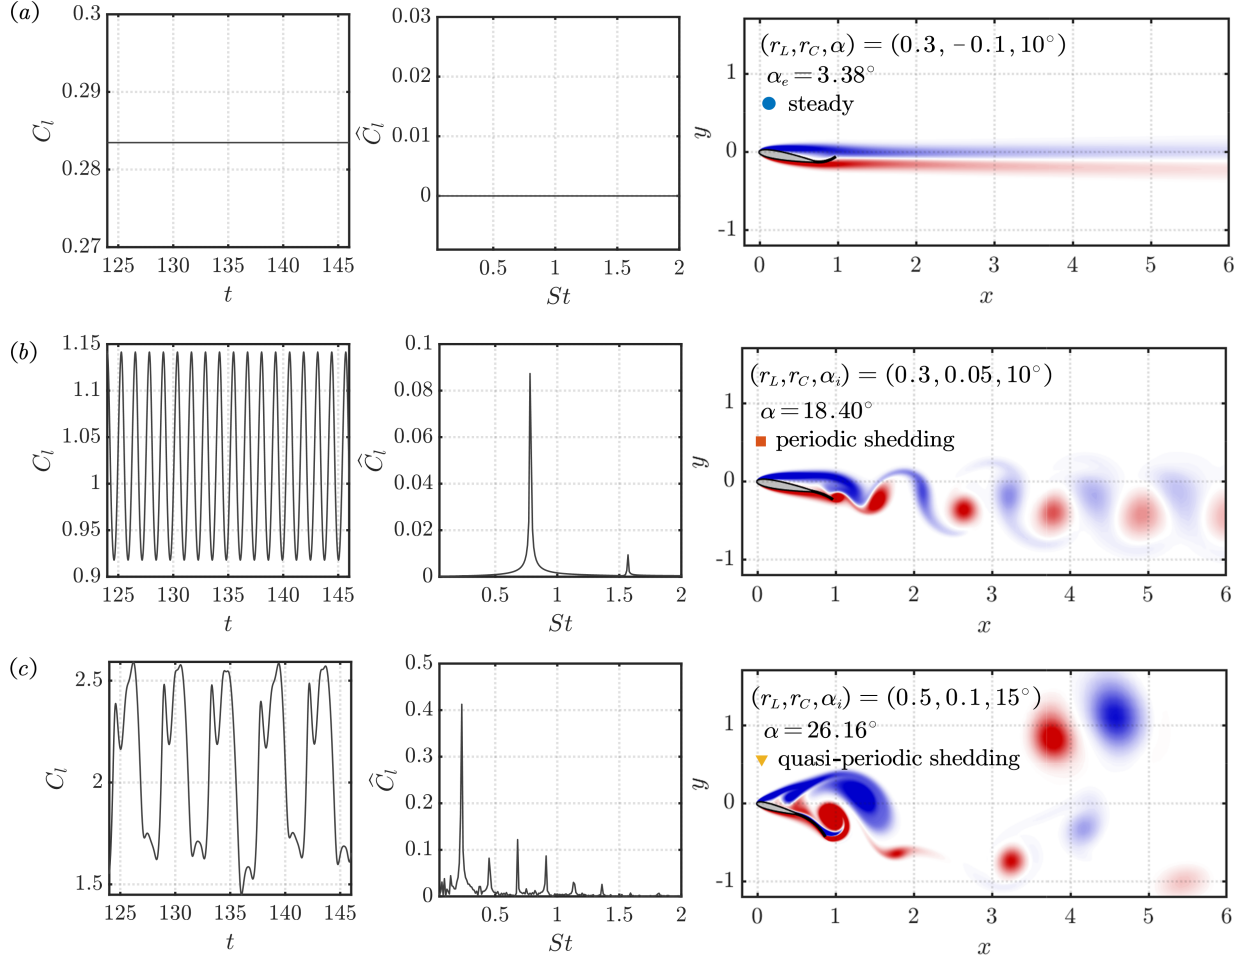 (a)
0.3
0.29
0.28
0.27
C_l
125 130 135 140 145
t
0.03
0.02
0.01
0
Ĉ_l
0.5 1 1.5 2
St
(r_L,r_C,α) = (0.3, −0.1, 10°)
α_e = 3.38°
steady
1
0
-1
y
0 1 2 3 4 5 6
x
(b)
1.15
1.1
1.05
1
0.95
0.9
C_l
125 130 135 140 145
t
0.1
0.08
0.06
0.04
0.02
0
Ĉ_l
0.5 1 1.5 2
St
(r_L,r_C,α_i) = (0.3, 0.05, 10°)
α = 18.40°
periodic shedding
1
0
-1
y
0 1 2 3 4 5 6
x
(c)
2.5
2
1.5
C_l
125 130 135 140 145
t
0.5
0.4
0.3
0.2
0.1
0
Ĉ_l
0.5 1 1.5 2
St
(r_L,r_C,α_i) = (0.5, 0.1, 15°)
α = 26.16°
quasi-periodic shedding
1
0
-1
y
0 1 2 3 4 5 6
x